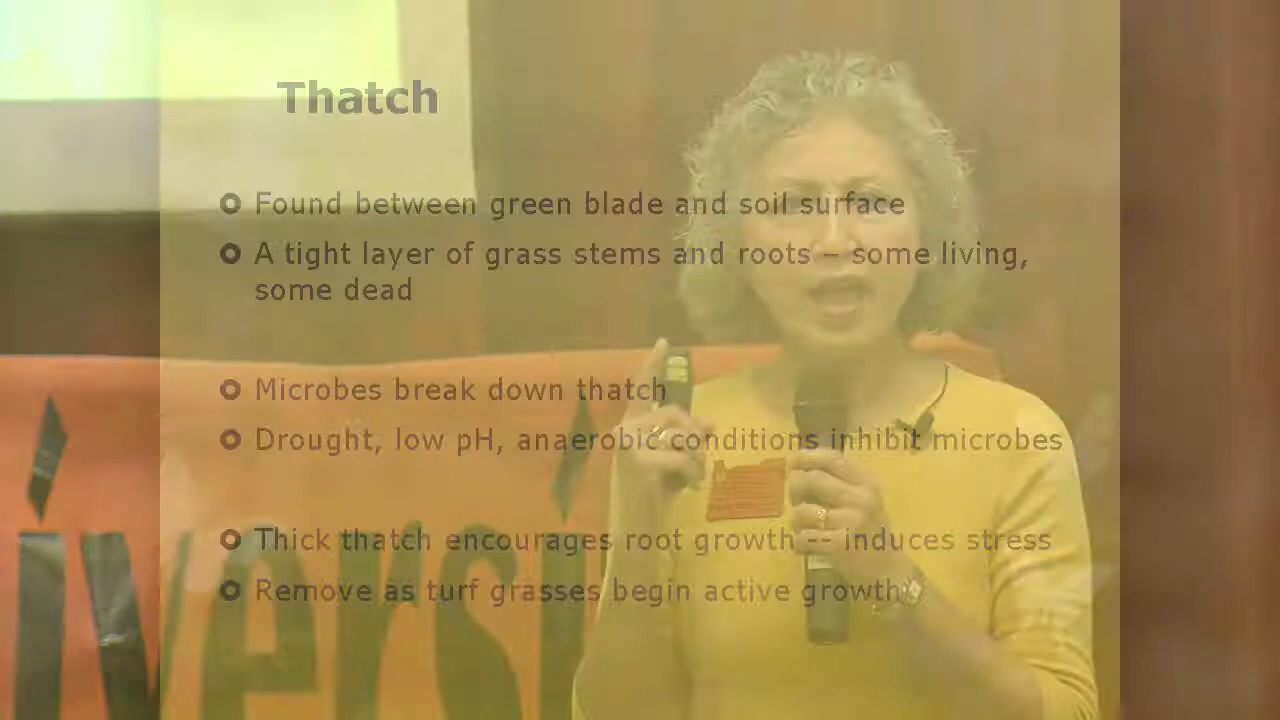 Thatch
Found between green blade and soil surface
A tight layer of grass stems and roots – some living,
some dead
Microbes break down thatch
Drought, low pH, anaerobic conditions inhibit microbes
Thick thatch encourages root growth -- induces stress
Remove as turf grasses begin active growth
iversi